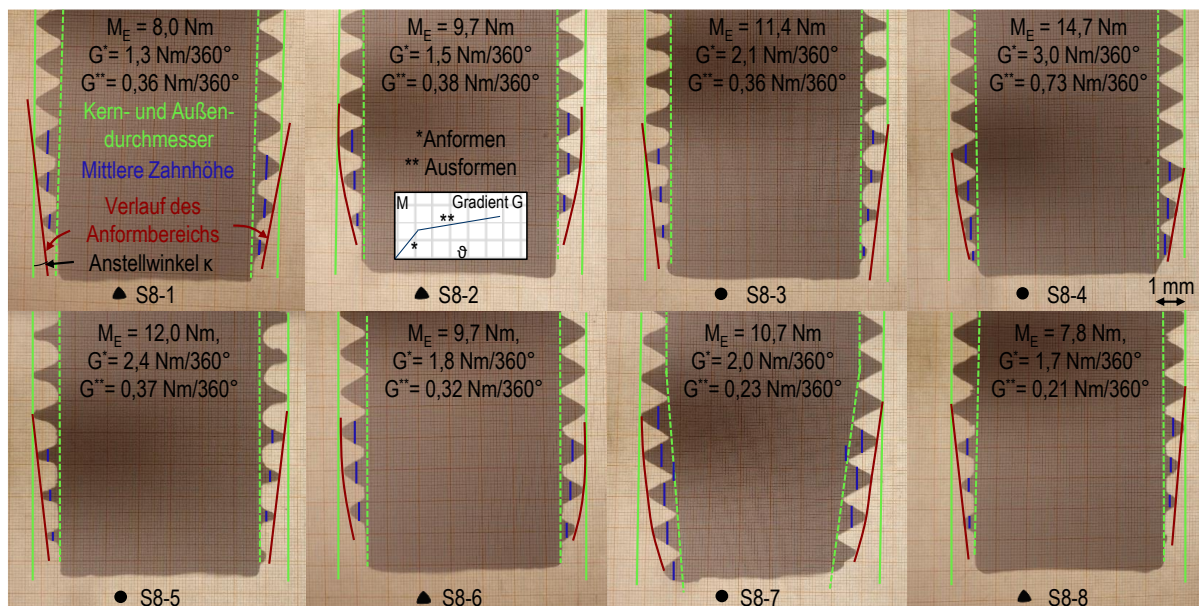 M_E = 8,0 Nm
G* = 1,3 Nm/360°
G** = 0,36 Nm/360°
Kern- und Außen-
durchmesser
Mittlere Zahnhöhe
Verlauf des
Anformbereichs
Anstellwinkel κ
S8-1
M_E = 9,7 Nm
G* = 1,5 Nm/360°
G** = 0,38 Nm/360°
*Anformen
** Ausformen
M
Gradient G
**
*
ϑ
S8-2
M_E = 11,4 Nm
G* = 2,1 Nm/360°
G** = 0,36 Nm/360°
S8-3
M_E = 14,7 Nm
G* = 3,0 Nm/360°
G** = 0,73 Nm/360°
1 mm
S8-4
M_E = 12,0 Nm,
G* = 2,4 Nm/360°
G** = 0,37 Nm/360°
S8-5
M_E = 9,7 Nm,
G* = 1,8 Nm/360°
G** = 0,32 Nm/360°
S8-6
M_E = 10,7 Nm
G* = 2,0 Nm/360°
G** = 0,23 Nm/360°
S8-7
M_E = 7,8 Nm,
G* = 1,7 Nm/360°
G** = 0,21 Nm/360°
S8-8